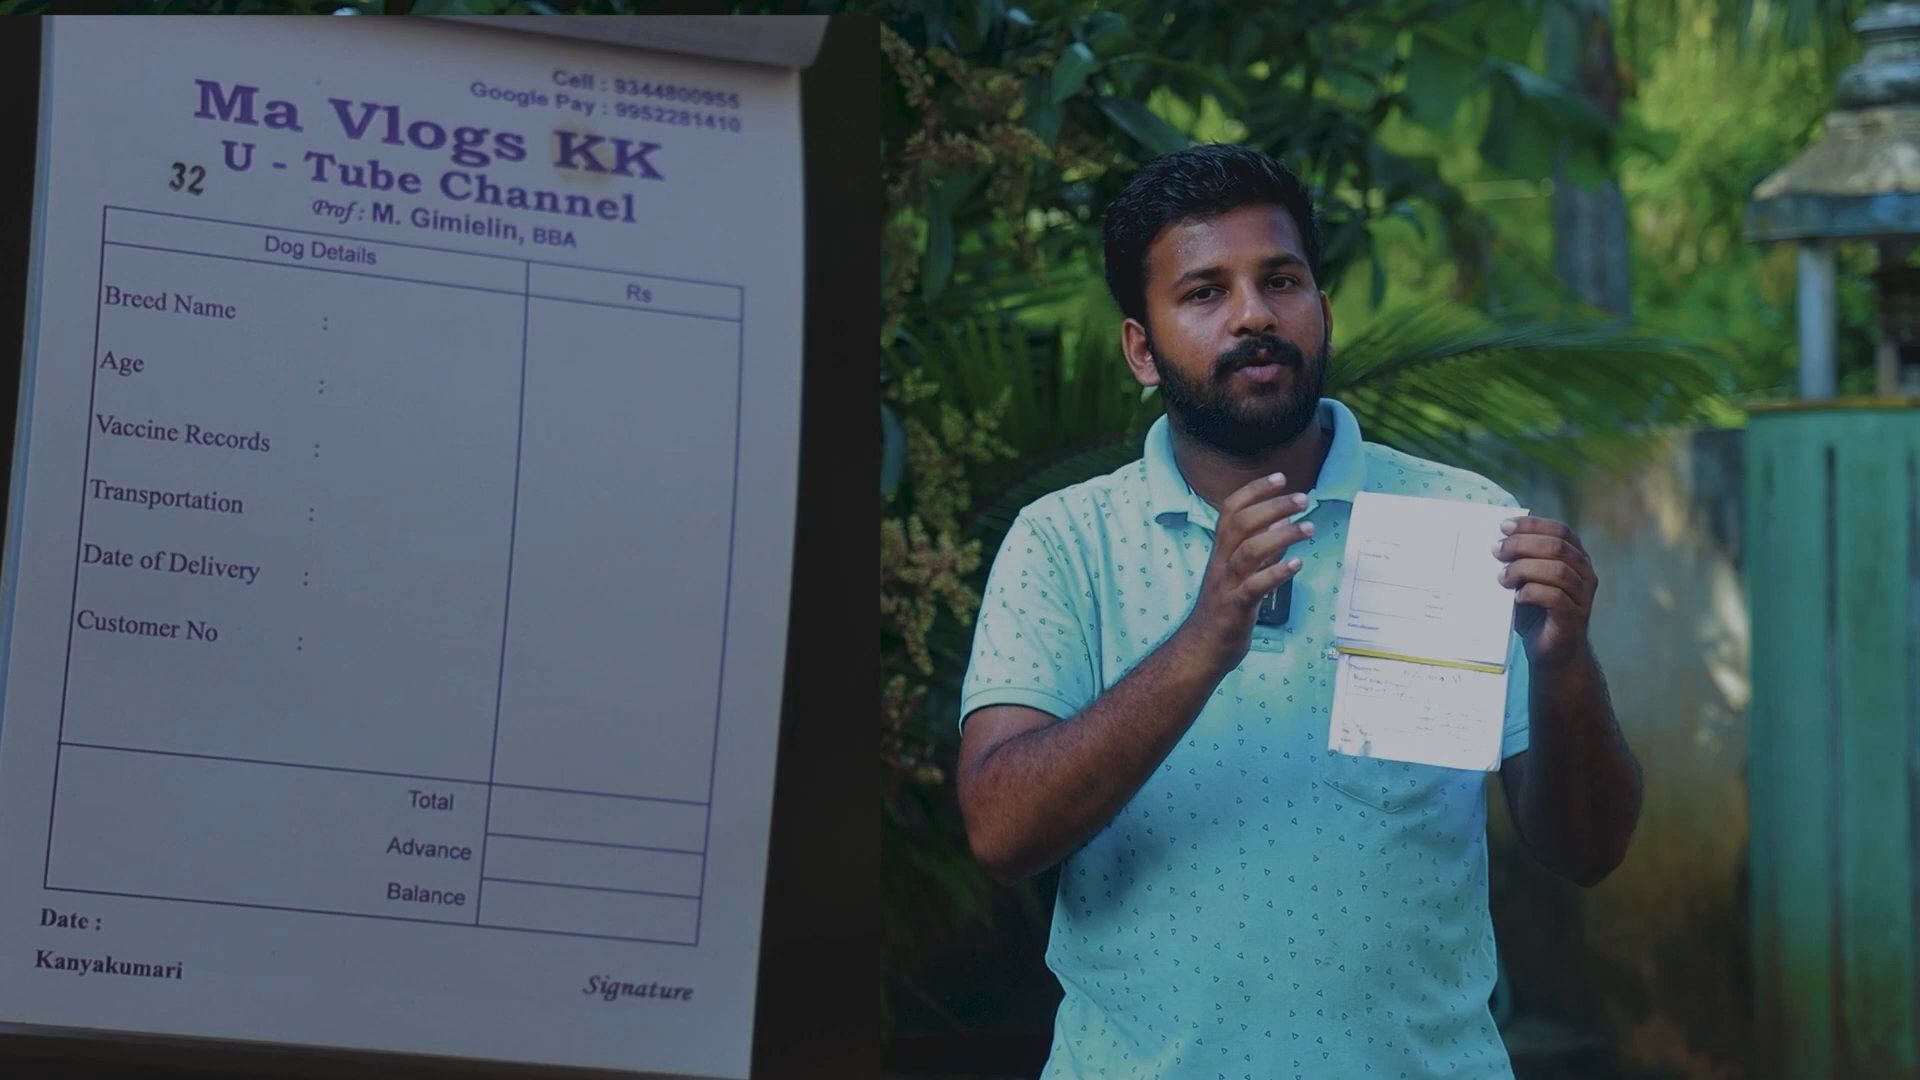 Cell : 9344800955
Google Pay : 9952281410
Ma Vlogs KK
U - Tube Channel
32
Prof : M. Gimielin, BBA
Dog Details
Rs
Breed Name :
Age :
Vaccine Records :
Transportation :
Date of Delivery :
Customer No :
Total
Advance
Balance
Date :
Kanyakumari
Signature